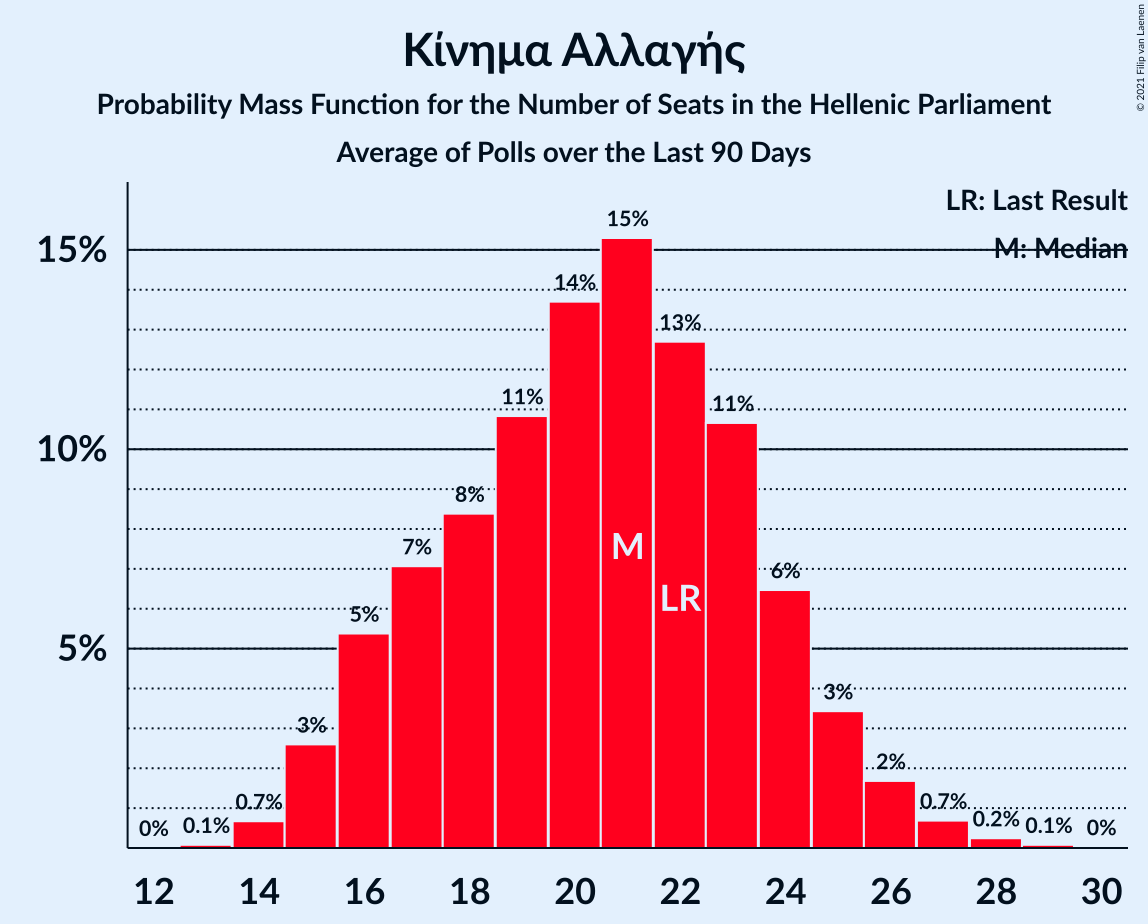 Κίνημα Αλλαγής
Probability Mass Function for the Number of Seats in the Hellenic Parliament
Average of Polls over the Last 90 Days
© 2021 Filip van Laenen
LR: Last Result
M: Median
15%
10%
5%
0%
0.1%
0.7%
3%
5%
7%
8%
11%
14%
15%
13%
11%
6%
3%
2%
0.7%
0.2%
0.1%
0%
M
LR
12 14 16 18 20 22 24 26 28 30